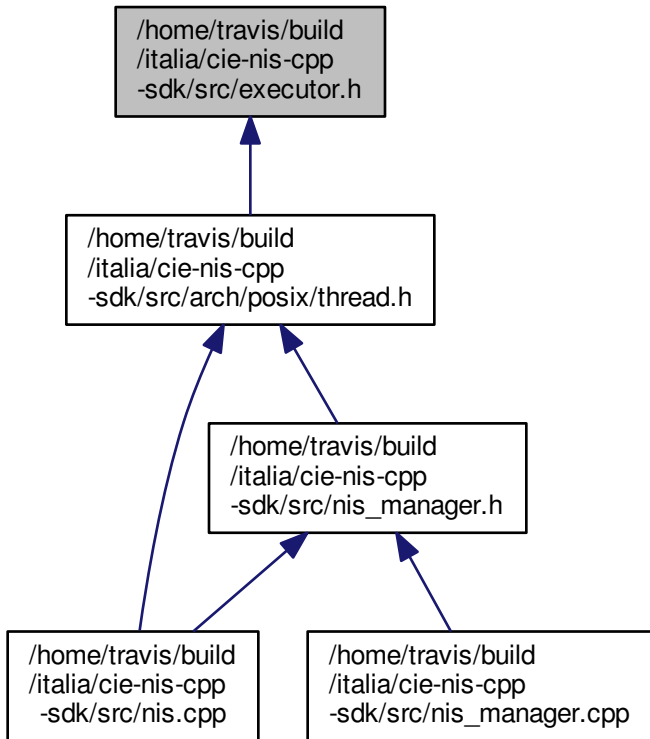 /home/travis/build
/italia/cie-nis-cpp
-sdk/src/executor.h
/home/travis/build
/italia/cie-nis-cpp
-sdk/src/arch/posix/thread.h
/home/travis/build
/italia/cie-nis-cpp
-sdk/src/nis_manager.h
/home/travis/build
/italia/cie-nis-cpp
-sdk/src/nis.cpp
/home/travis/build
/italia/cie-nis-cpp
-sdk/src/nis_manager.cpp